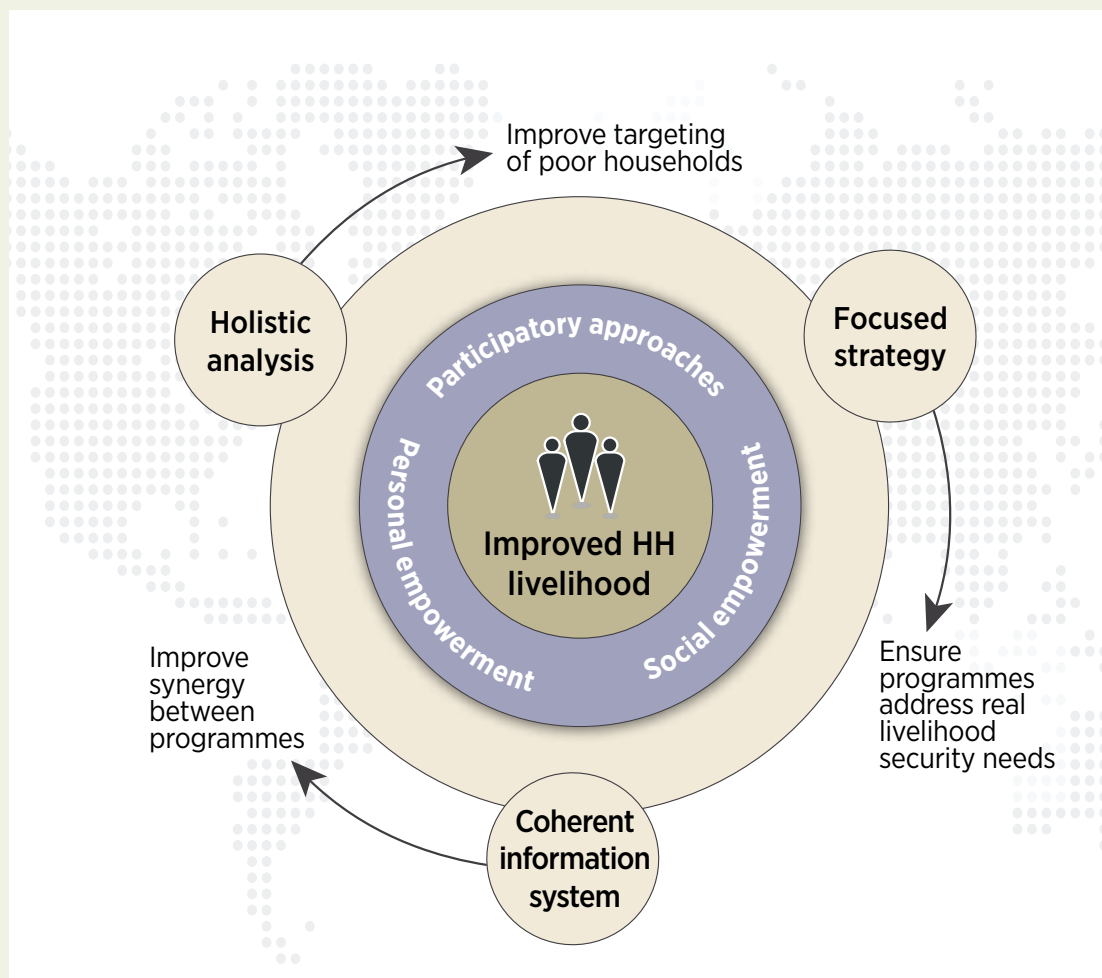 Improve targeting
of poor households
Holistic
analysis
Focused
strategy
Participatory approaches
Personal empowerment
Social empowerment
Improved HH
livelihood
Improve
synergy
between
programmes
Ensure
programmes
address real
livelihood
security needs
Coherent
information
system